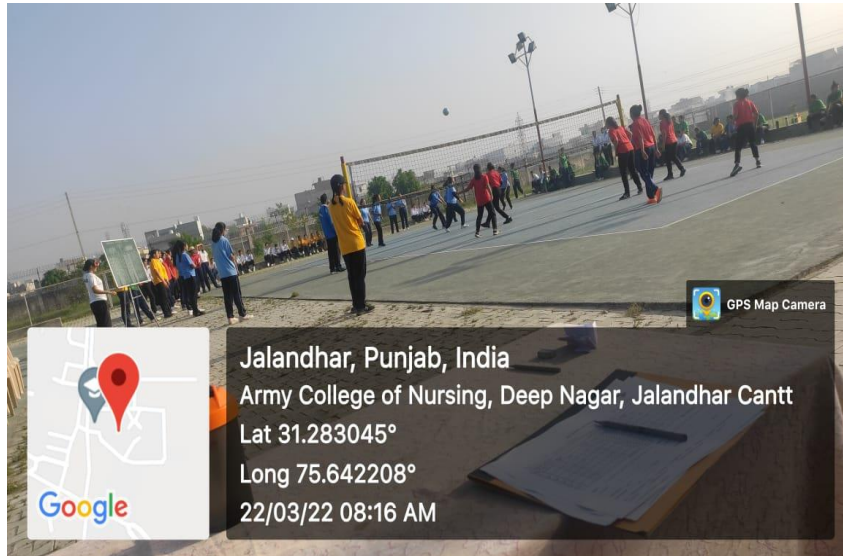 GPS Map Camera
Jalandhar, Punjab, India
Army College of Nursing, Deep Nagar, Jalandhar Cantt
Lat 31.283045°
Long 75.642208°
22/03/22 08:16 AM
Google